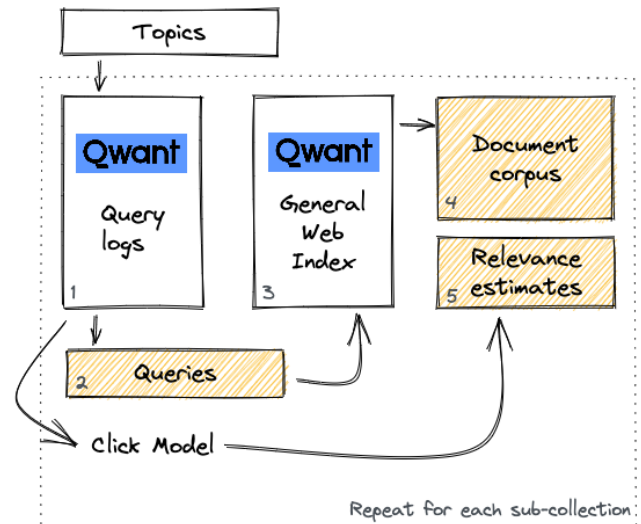 Topics
Qwant
Query
logs
1
Qwant
General
Web
Index
3
Document
corpus
4
Relevance
estimates
5
Queries
2
Click Model
Repeat for each sub-collection